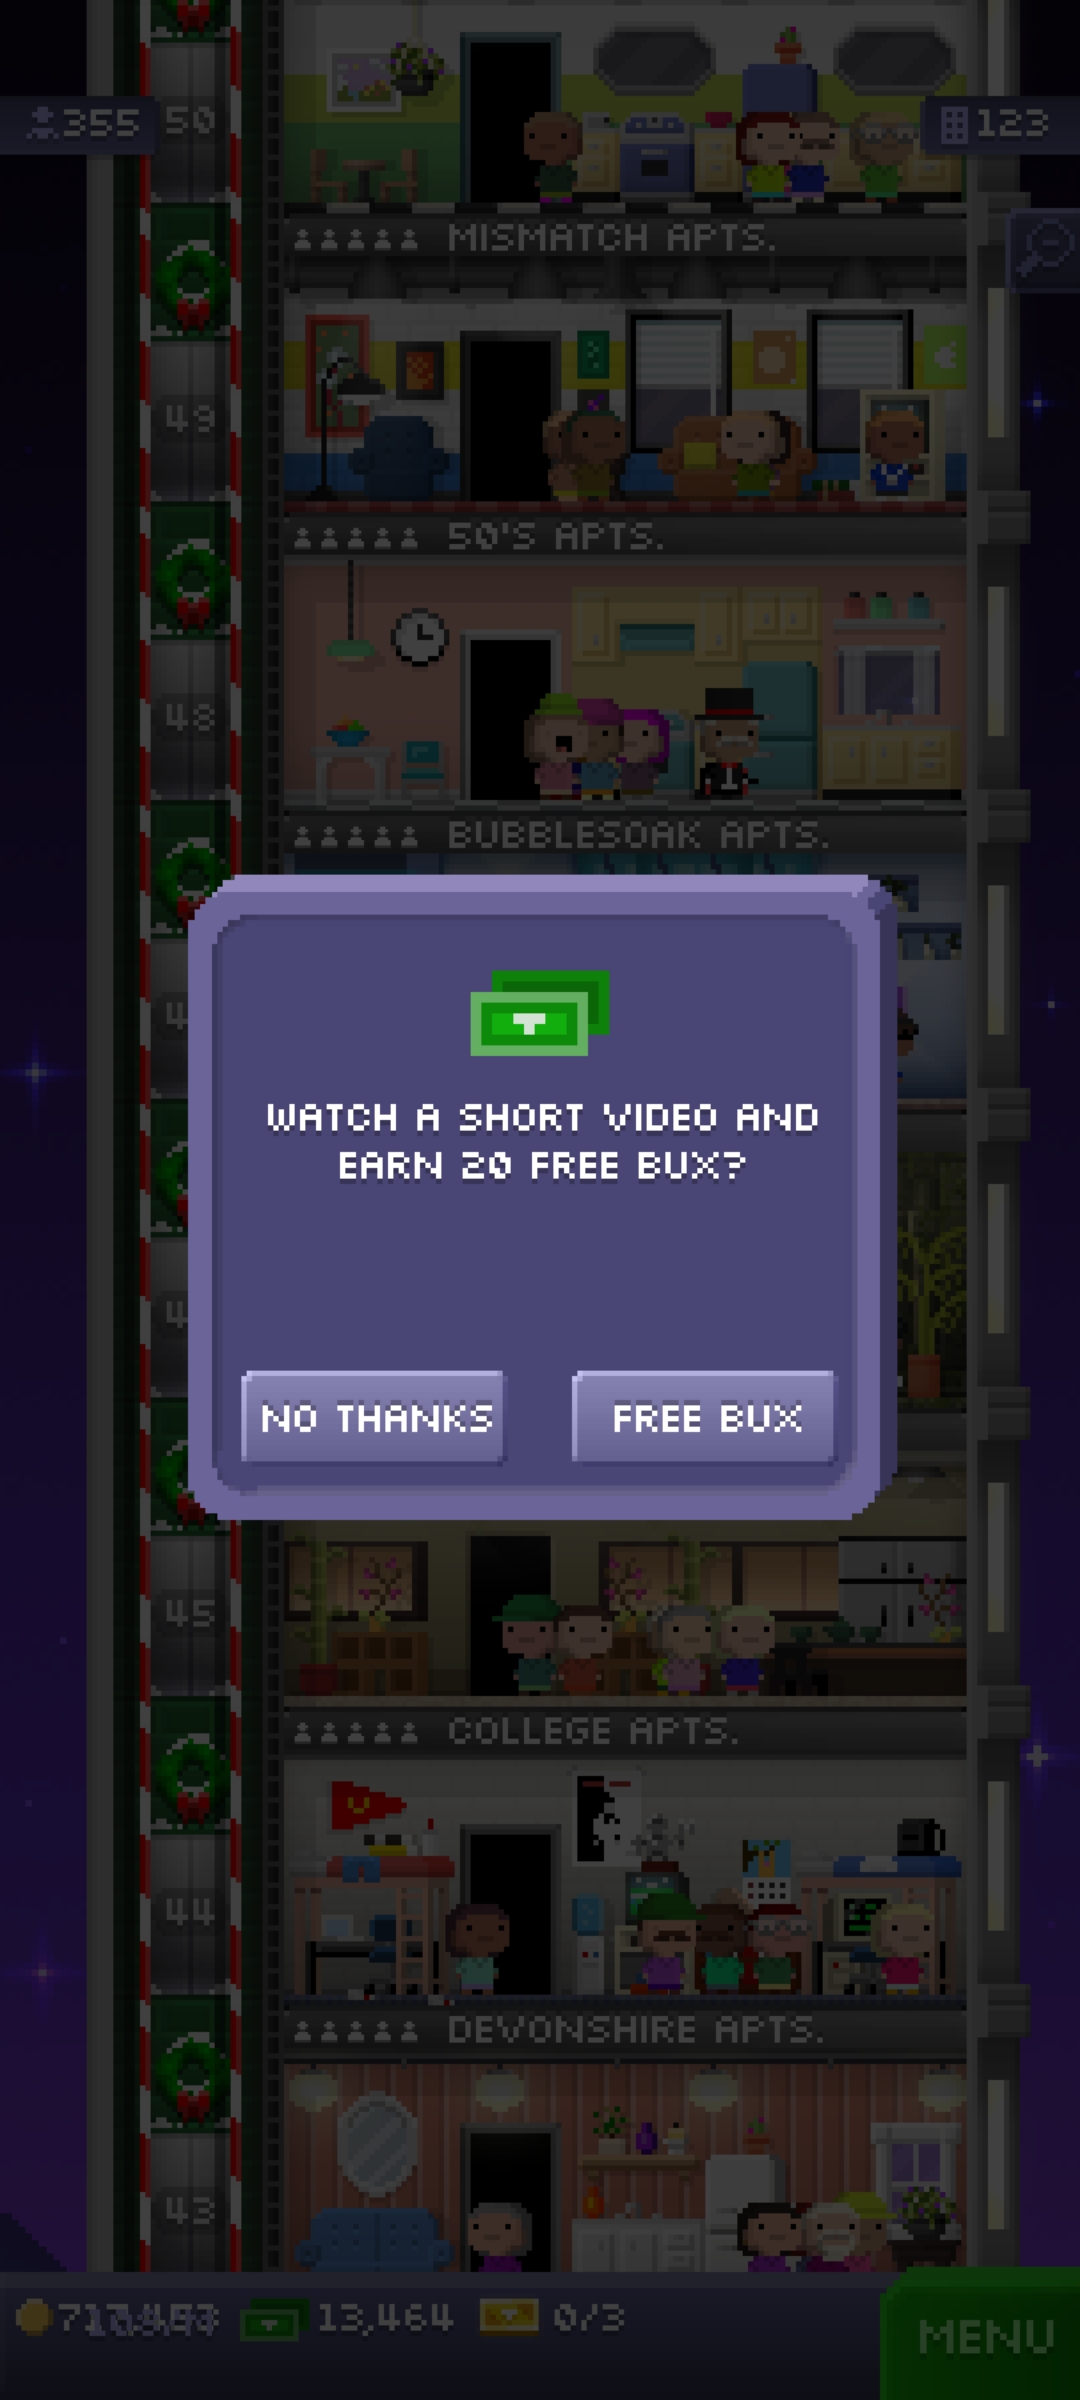 355
50
123
MISMATCH APTS.
49
50'S APTS.
48
BUBBLESOAK APTS.
WATCH A SHORT VIDEO AND
EARN 20 FREE BUX?
NO THANKS
FREE BUX
45
COLLEGE APTS.
44
DEVONSHIRE APTS.
43
13,464
0/3
MENU